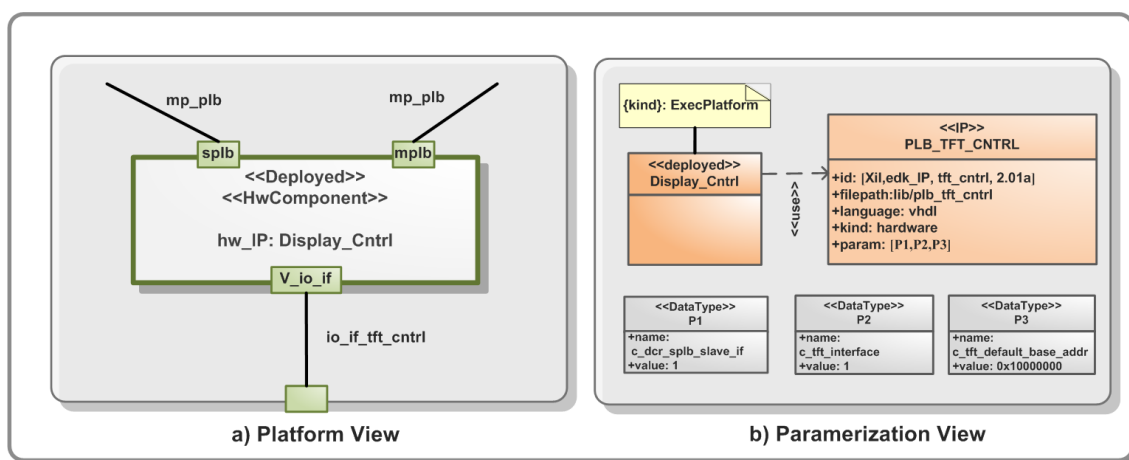 mp_plb
mp_plb
splb
mplb
<<Deployed>>
<<HwComponent>>
hw_IP: Display_Cntrl
V_io_if
io_if_tft_cntrl
a) Platform View
{kind}: ExecPlatform
<<deployed>>
Display_Cntrl
<<use>>
<<IP>>
PLB_TFT_CNTRL
+id: [Xil,edk_IP, tft_cntrl, 2.01a]
+filepath:lib/plb_tft_cntrl
+language: vhdl
+kind: hardware
+param: [P1,P2,P3]
<<DataType>>
P1
+name:
c_dcr_splb_slave_if
+value: 1
<<DataType>>
P2
+name:
c_tft_interface
+value: 1
<<DataType>>
P3
+name:
c_tft_default_base_addr
+value: 0x10000000
b) Paramerization View